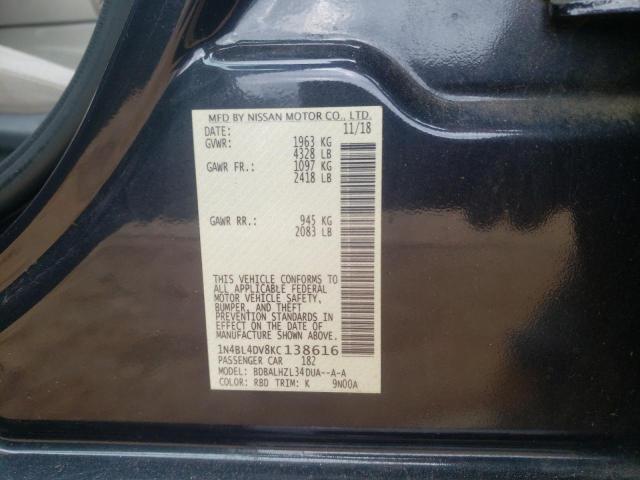 MFD BY NISSAN MOTOR CO., LTD.
DATE: 11/18
GVWR: 1963 KG
4328 LB
GAWR FR.: 1097 KG
2418 LB
GAWR RR.: 945 KG
2083 LB
THIS VEHICLE CONFORMS TO
ALL APPLICABLE FEDERAL
MOTOR VEHICLE SAFETY,
BUMPER, AND THEFT
PREVENTION STANDARDS
IN EFFECT ON THE DATE OF
MANUFACTURE SHOWN ABOVE.
1N4BL4DV8KC138616
PASSENGER CAR 182
MODEL: BDBALHZL34DUA--A-A
COLOR: RBD TRIM: K 9N00A